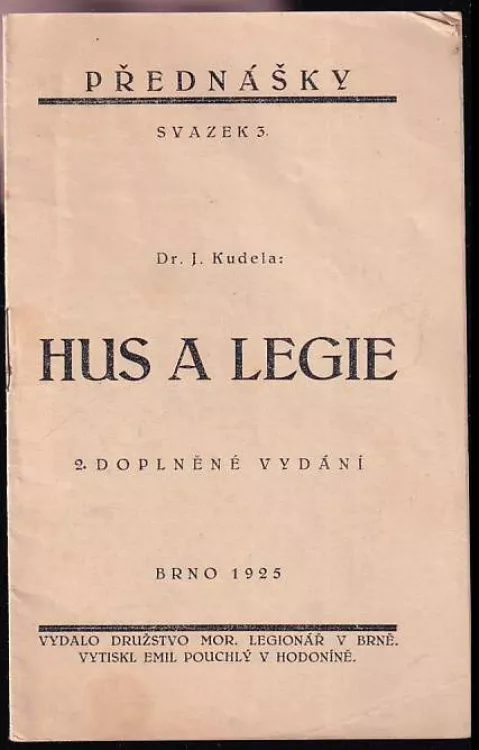 PŘEDNÁŠKY
SVAZEK 3.
Dr. J. Kudela:
HUS A LEGIE
2. DOPLNĚNÉ VYDÁNÍ
BRNO 1925
VYDALO DRUŽSTVO MOR. LEGIONÁŘ V BRNĚ.
VYTISKL EMIL POUCHLÝ V HODONÍNĚ.